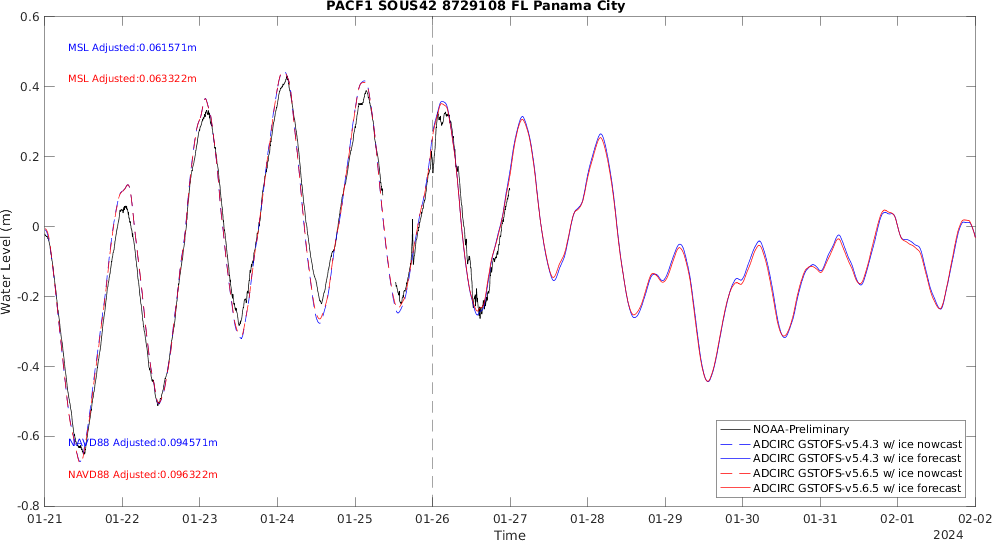 PACF1 SOUS42 8729108 FL Panama City
MSL Adjusted:0.061571m
MSL Adjusted:0.063322m
NAVD88 Adjusted:0.094571m
NAVD88 Adjusted:0.096322m
Water Level (m)
0.6
0.4
0.2
0
-0.2
-0.4
-0.6
-0.8
NOAA-Preliminary
ADCIRC GSTOFS-v5.4.3 w/ ice nowcast
ADCIRC GSTOFS-v5.4.3 w/ ice forecast
ADCIRC GSTOFS-v5.6.5 w/ ice nowcast
ADCIRC GSTOFS-v5.6.5 w/ ice forecast
01-21 01-22 01-23 01-24 01-25 01-26 01-27 01-28 01-29 01-30 01-31 02-01 02-02
Time
2024